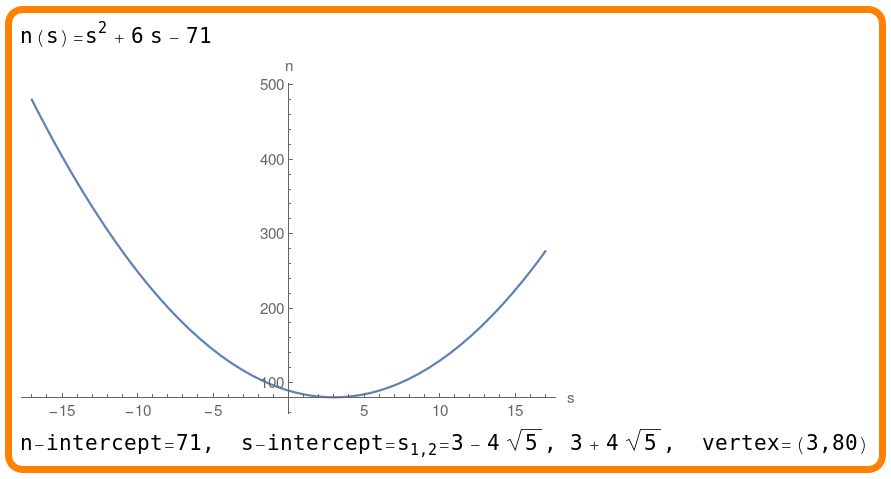 n(s)=s² + 6 s − 71
n
500
400
300
200
100
−15 −10 −5 5 10 15 s
n−intercept=71, s−intercept=s₁,₂=3 − 4 √5, 3 + 4 √5, vertex=(3,80)